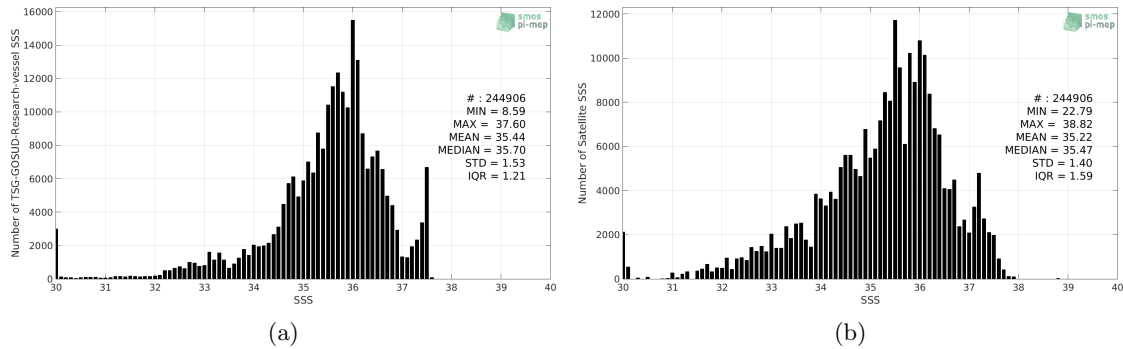 16000
14000
12000
10000
8000
6000
4000
2000
0
Number of TSG-GOSUD-Research-vessel SSS
smos
pi-mep
# : 244906
MIN = 8.59
MAX = 37.60
MEAN = 35.44
MEDIAN = 35.70
STD = 1.53
IQR = 1.21
30 31 32 33 34 35 36 37 38 39 40
SSS
(a)
12000
10000
8000
6000
4000
2000
0
Number of Satellite SSS
smos
pi-mep
# : 244906
MIN = 22.79
MAX = 38.82
MEAN = 35.22
MEDIAN = 35.47
STD = 1.40
IQR = 1.59
30 31 32 33 34 35 36 37 38 39 40
SSS
(b)